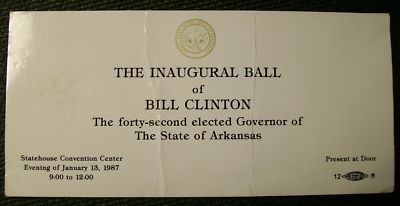 THE INAUGURAL BALL
of
BILL CLINTON
The forty-second elected Governor of
The State of Arkansas
Statehouse Convention Center
Evening of January 13, 1987
9:00 to 12:00
Present at Door
12
®